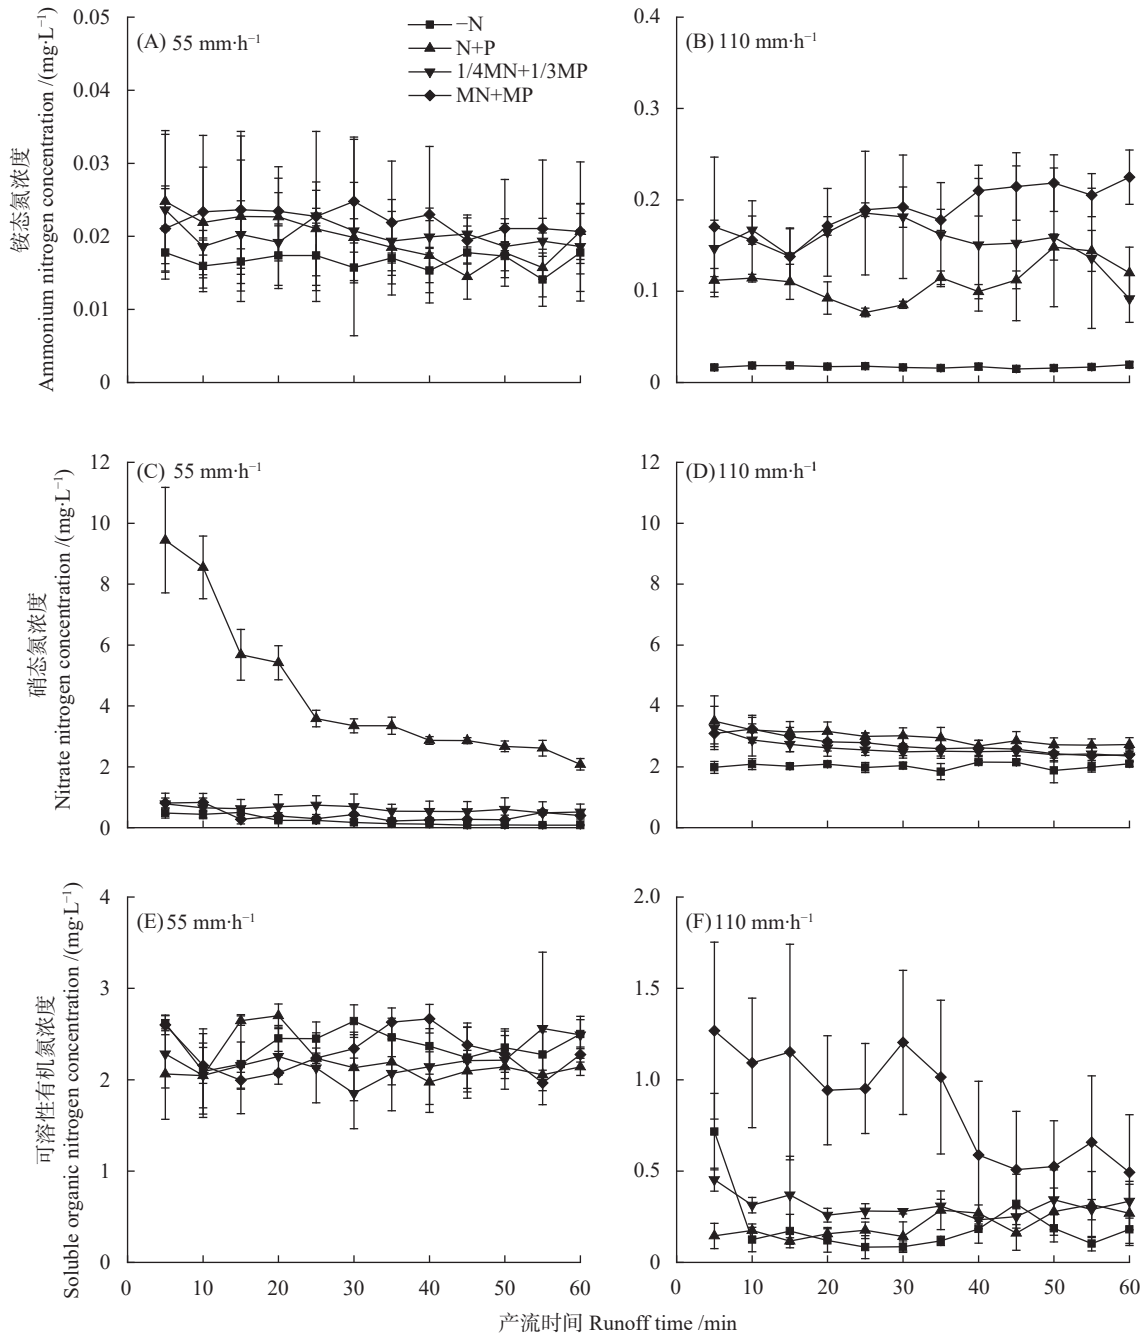 0.05
0.04
0.03
0.02
0.01
0
(A) 55 mm·h⁻¹
−N
N+P
1/4MN+1/3MP
MN+MP
铵态氮浓度
Ammonium nitrogen concentration /(mg·L⁻¹)
0.4
0.3
0.2
0.1
0
(B) 110 mm·h⁻¹
12
10
8
6
4
2
0
(C) 55 mm·h⁻¹
硝态氮浓度
Nitrate nitrogen concentration /(mg·L⁻¹)
12
10
8
6
4
2
0
(D) 110 mm·h⁻¹
4
3
2
1
0
(E) 55 mm·h⁻¹
可溶性有机氮浓度
Soluble organic nitrogen concentration /(mg·L⁻¹)
0 10 20 30 40 50 60
2.0
1.5
1.0
0.5
0
(F) 110 mm·h⁻¹
0 10 20 30 40 50 60
产流时间 Runoff time /min